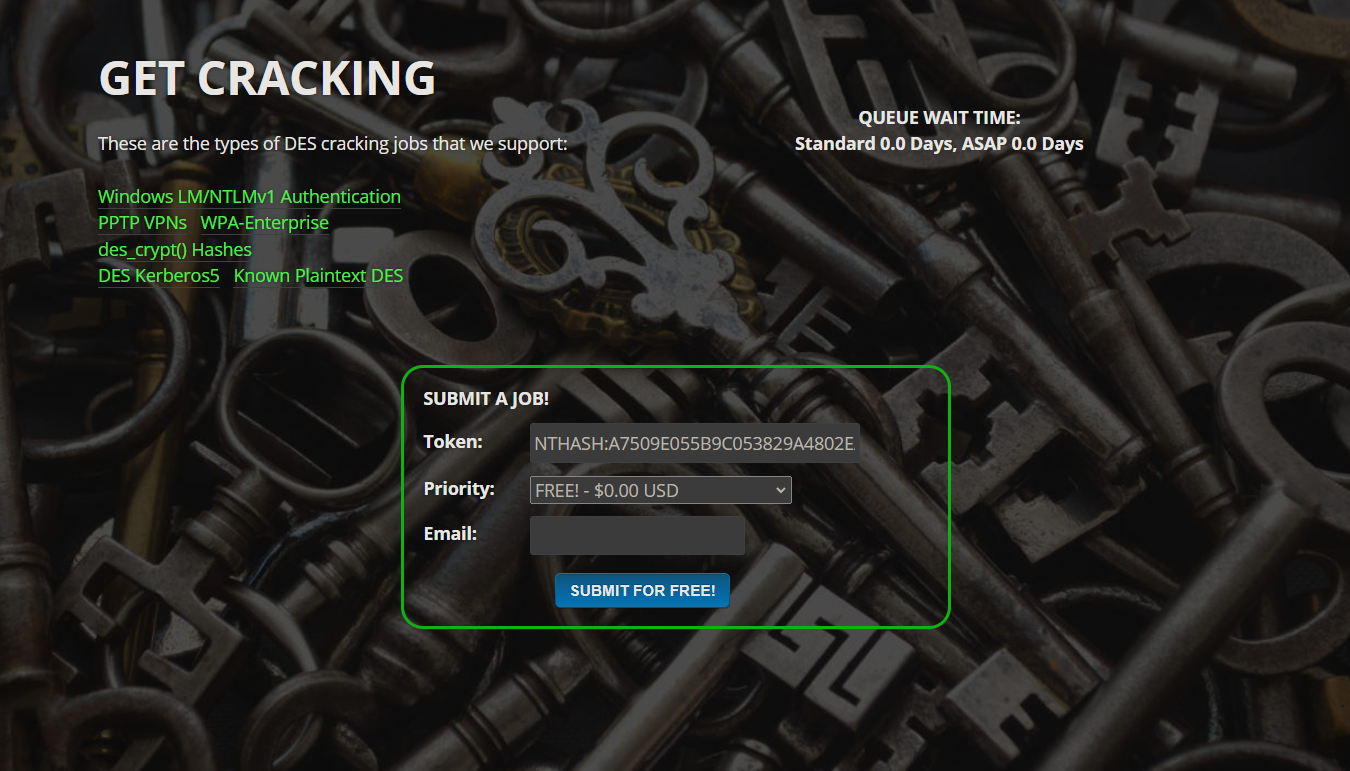 GET CRACKING
QUEUE WAIT TIME:
Standard 0.0 Days, ASAP 0.0 Days
These are the types of DES cracking jobs that we support:
Windows LM/NTLMv1 Authentication
PPTP VPNs WPA-Enterprise
des_crypt() Hashes
DES Kerberos5 Known Plaintext DES
SUBMIT A JOB!
Token: NTHASH:A7509E055B9C053829A4802E
Priority: FREE! - $0.00 USD
Email:
SUBMIT FOR FREE!